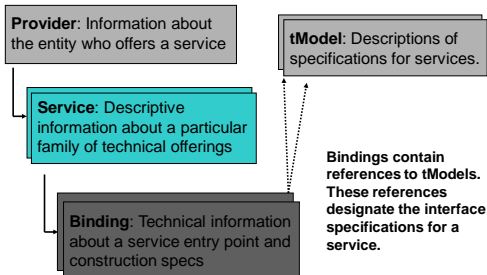 Provider: Information about
the entity who offers a service
tModel: Descriptions of
specifications for services.
Service: Descriptive
information about a particular
family of technical offerings
Bindings contain
references to tModels.
These references
designate the interface
specifications for a
service.
Binding: Technical information
about a service entry point and
construction specs